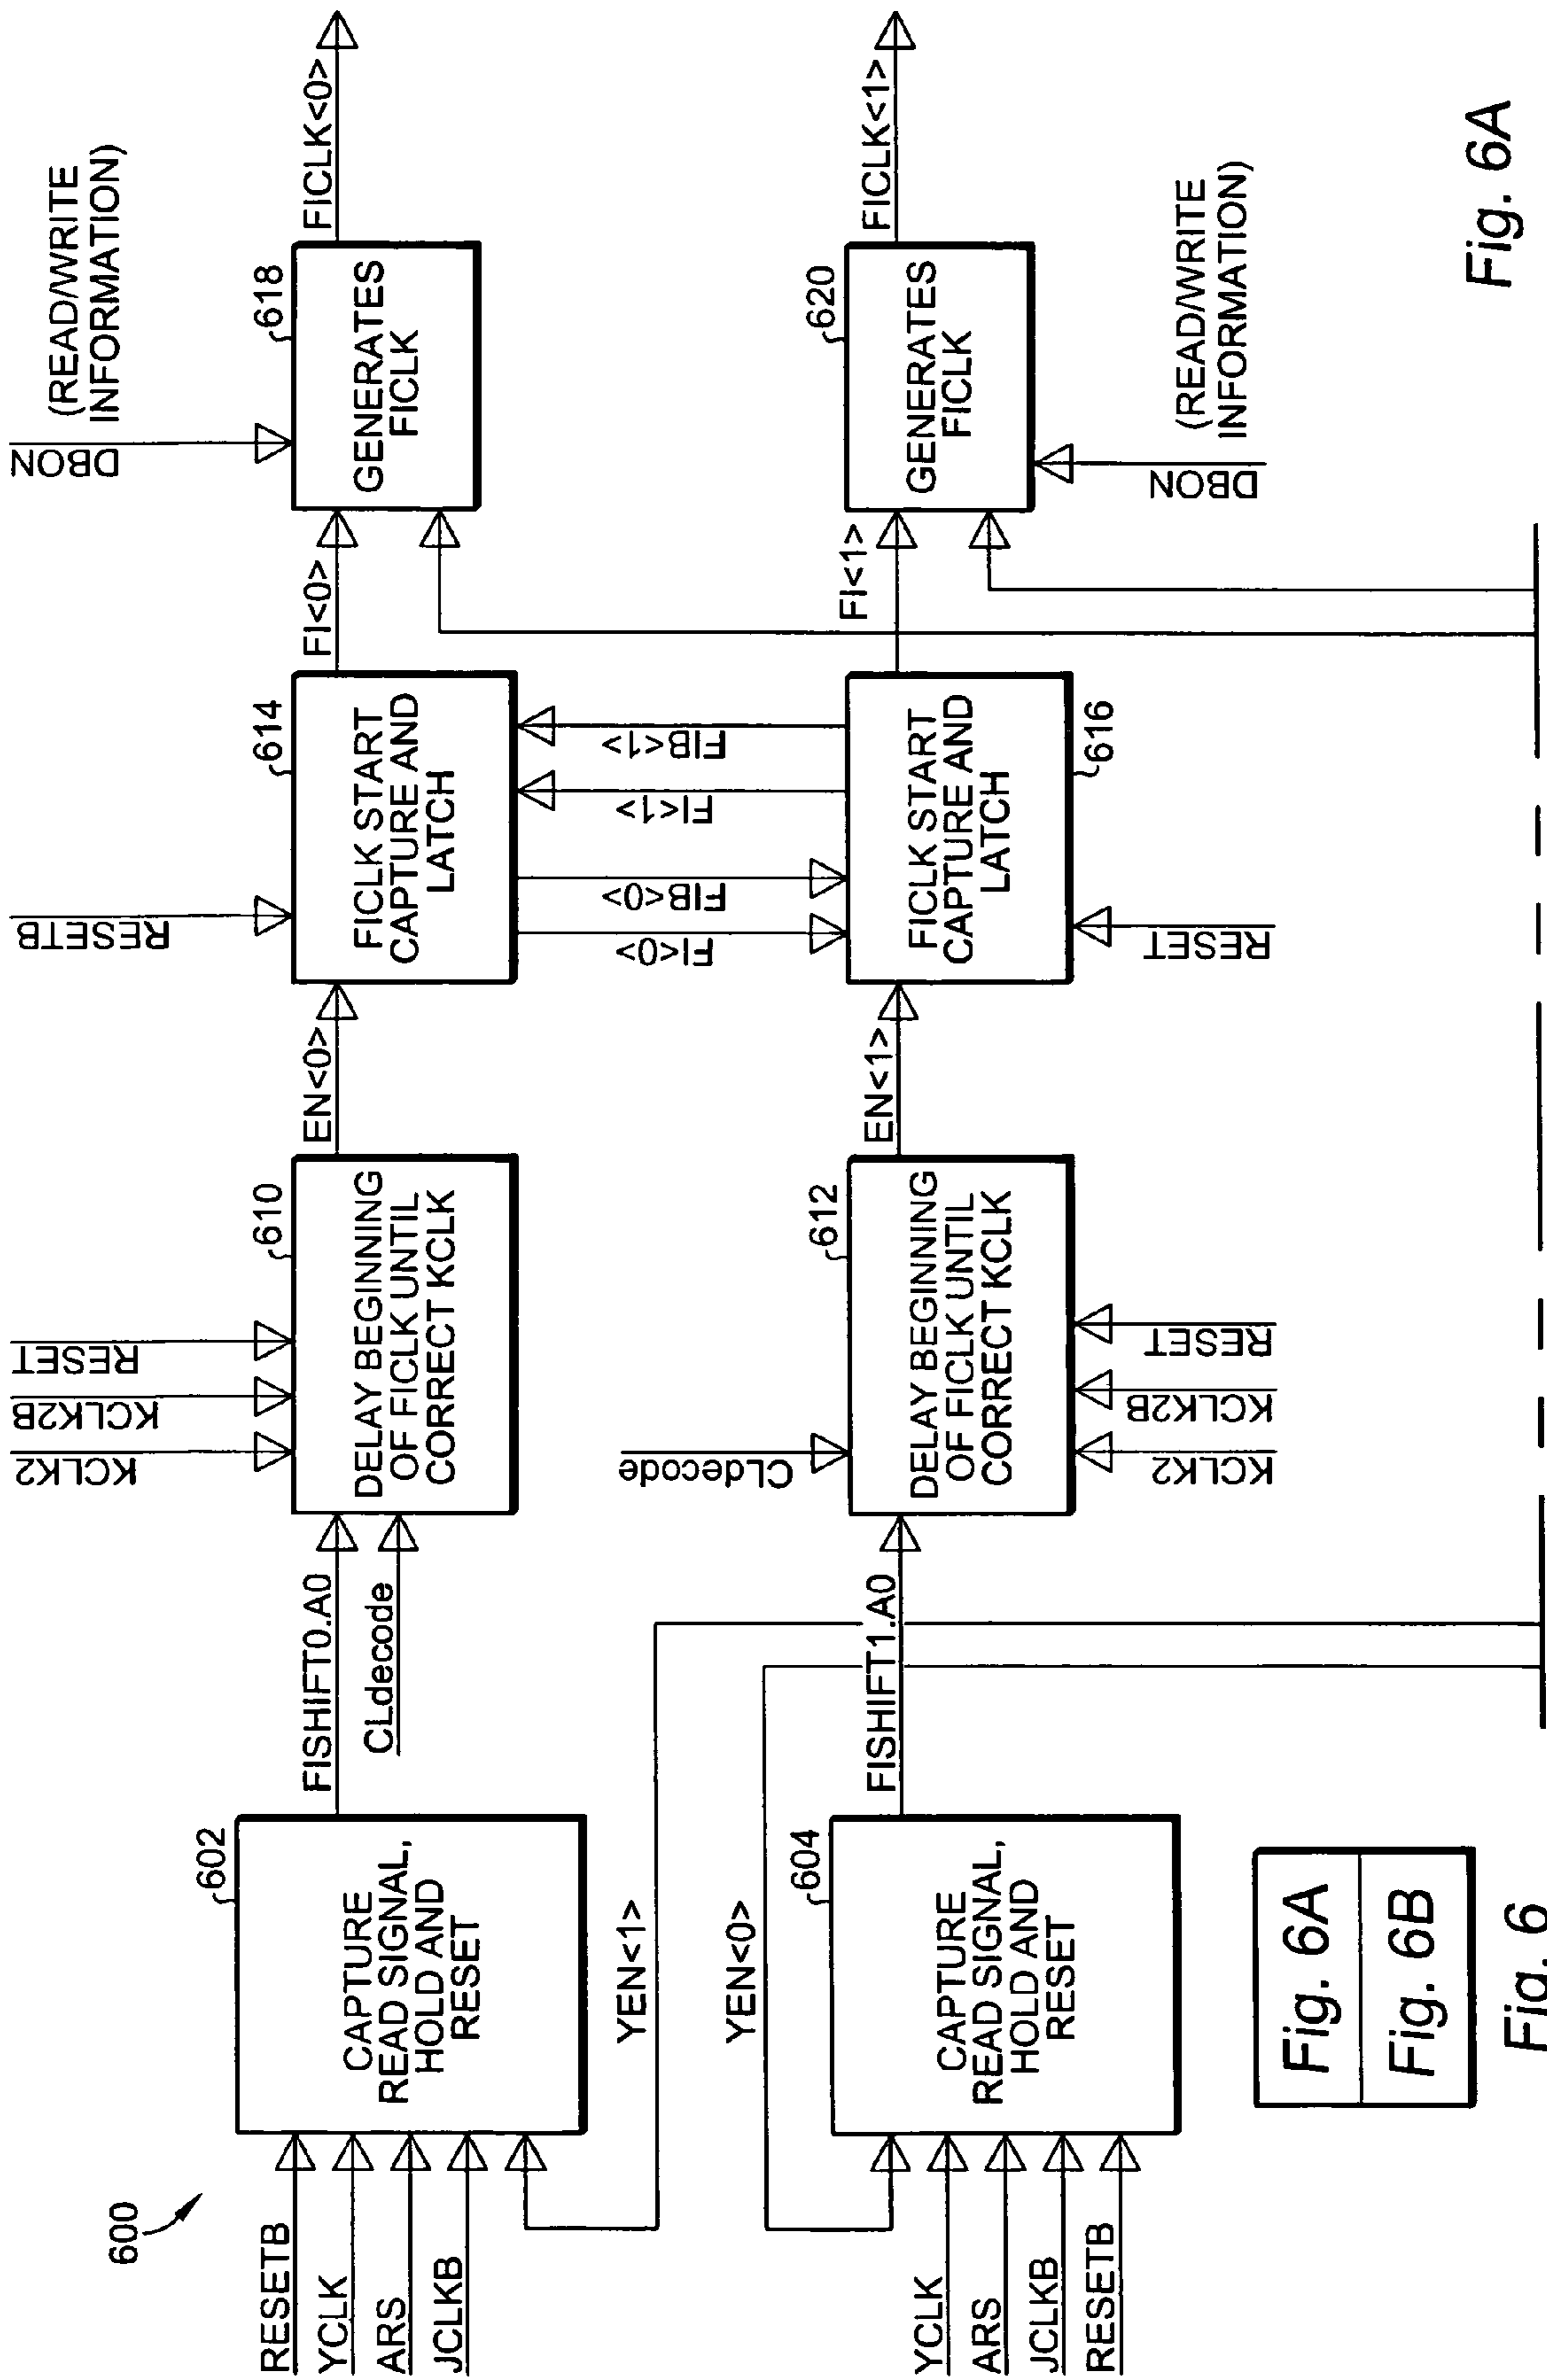 600
RESETB
YCLK
ARS
JCLKB
602
CAPTURE
READ SIGNAL,
HOLD AND
RESET
FISHIFT0.A0
CLdecode
KCLK2
KCLK2B
RESET
610
DELAY BEGINNING
OF FICLK UNTIL
CORRECT KCLK
EN<0>
RESETB
614
FICLK START
CAPTURE AND
LATCH
FI<0>
DBON
(READ/WRITE
INFORMATION)
618
GENERATES
FICLK
FICLK<0>
YEN<1>
YEN<0>
FI<0>
FIB<0>
FI<1>
FIB<1>
YCLK
ARS
JCLKB
RESETB
604
CAPTURE
READ SIGNAL,
HOLD AND
RESET
FISHIFT1.A0
CLdecode
612
DELAY BEGINNING
OF FICLK UNTIL
CORRECT KCLK
KCLK2
KCLK2B
RESET
EN<1>
FICLK START
CAPTURE AND
LATCH
616
RESET
FI<1>
620
GENERATES
FICLK
DBON
(READ/WRITE
INFORMATION)
FICLK<1>
Fig. 6A
Fig. 6B
Fig. 6
Fig. 6A